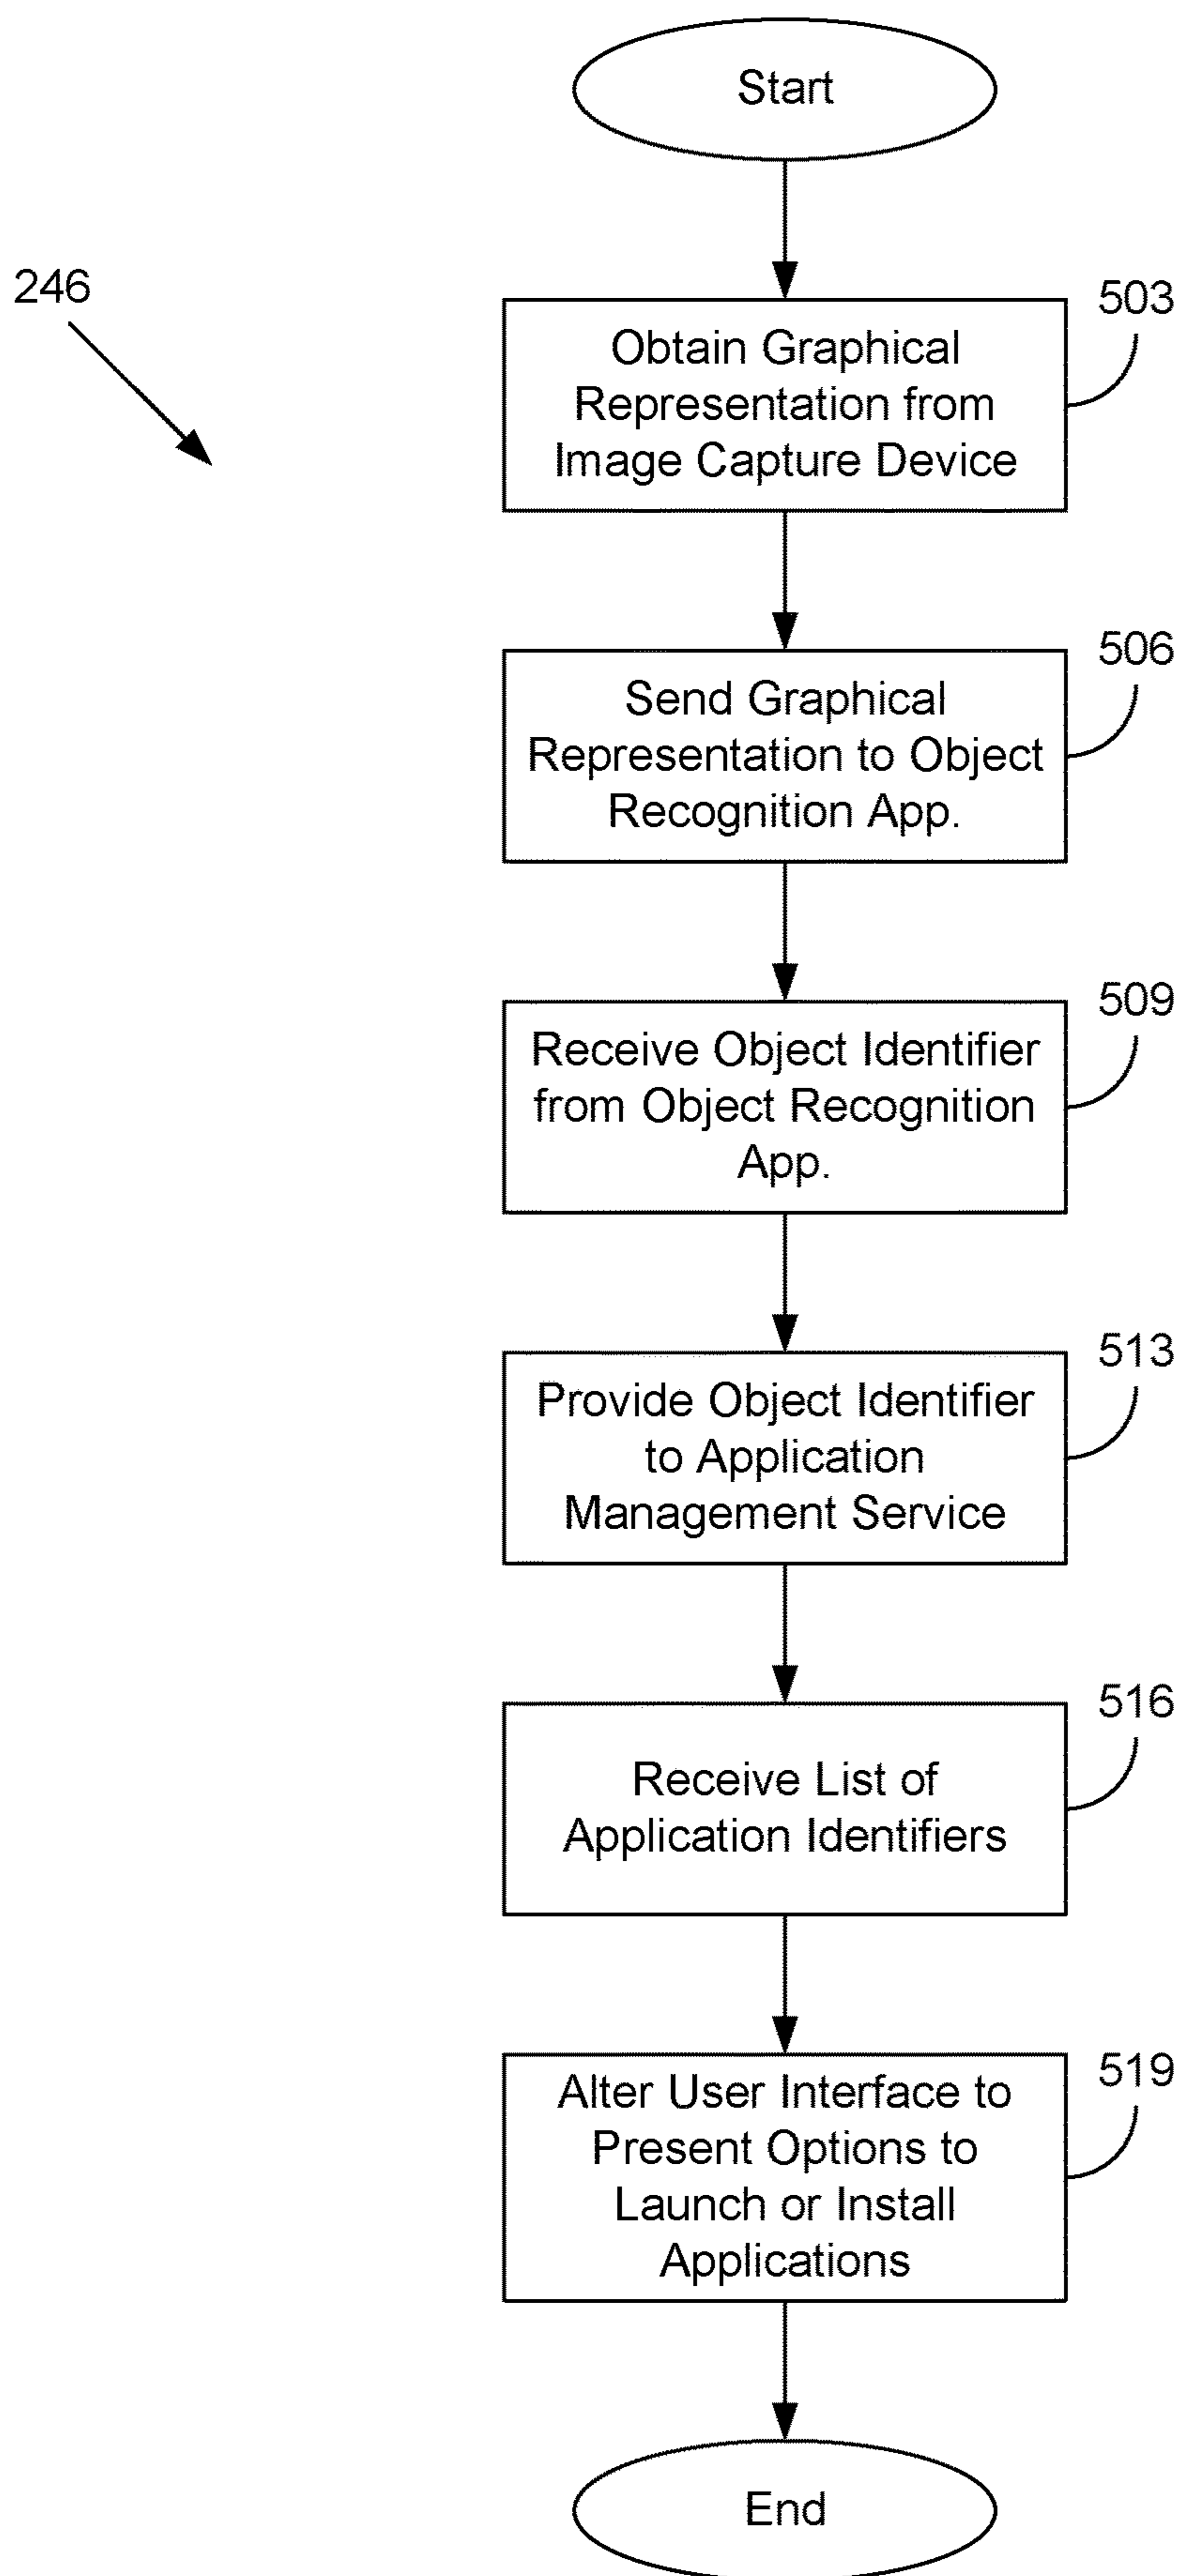 Start
246
503
Obtain Graphical
Representation from
Image Capture Device
506
Send Graphical
Representation to Object
Recognition App.
509
Receive Object Identifier
from Object Recognition
App.
513
Provide Object Identifier
to Application
Management Service
516
Receive List of
Application Identifiers
519
Alter User Interface to
Present Options to
Launch or Install
Applications
End